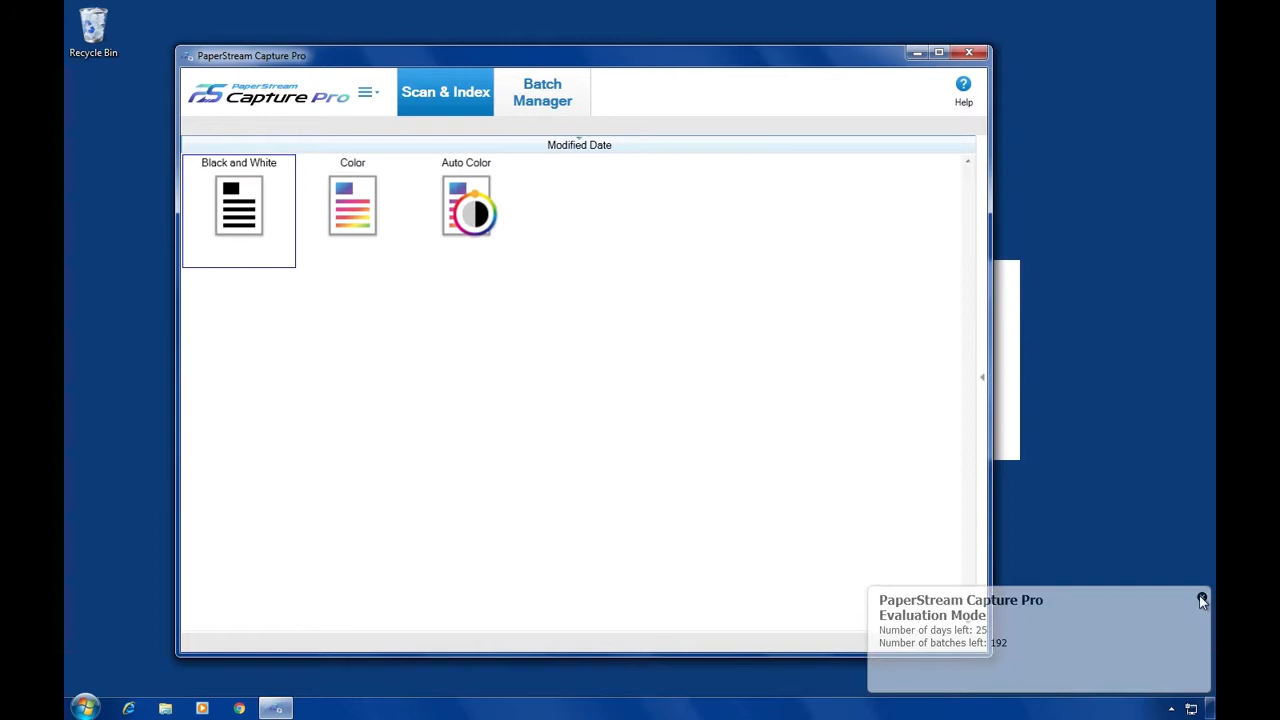 Recycle Bin
PaperStream Capture Pro
PaperStream
Capture Pro
Scan & Index
Batch
Manager
Help
Modified Date
Black and White
Color
Auto Color
PaperStream Capture Pro
Evaluation Mode
Number of days left: 25
Number of batches left: 192